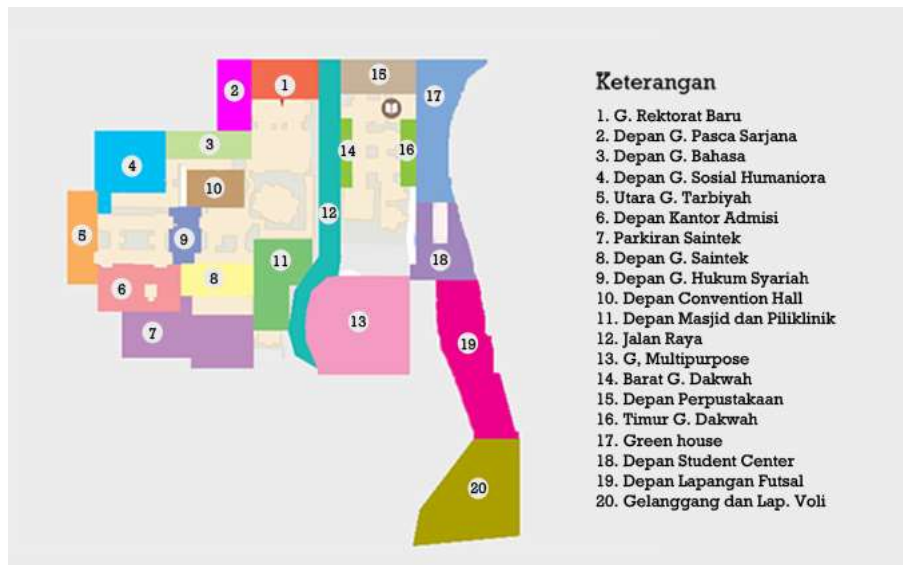 1
2
15
17
3
14
16
4
10
12
5
9
11
18
8
6
13
7
19
20
Keterangan
1. G. Rektorat Baru
2. Depan G. Pasca Sarjana
3. Depan G. Bahasa
4. Depan G. Sosial Humaniora
5. Utara G. Tarbiyah
6. Depan Kantor Admisi
7. Parkiran Saintek
8. Depan G. Saintek
9. Depan G. Hukum Syariah
10. Depan Convention Hall
11. Depan Masjid dan Piliklinik
12. Jalan Raya
13. G, Multipurpose
14. Barat G. Dakwah
15. Depan Perpustakaan
16. Timur G. Dakwah
17. Green house
18. Depan Student Center
19. Depan Lapangan Futsal
20. Gelanggang dan Lap. Voli